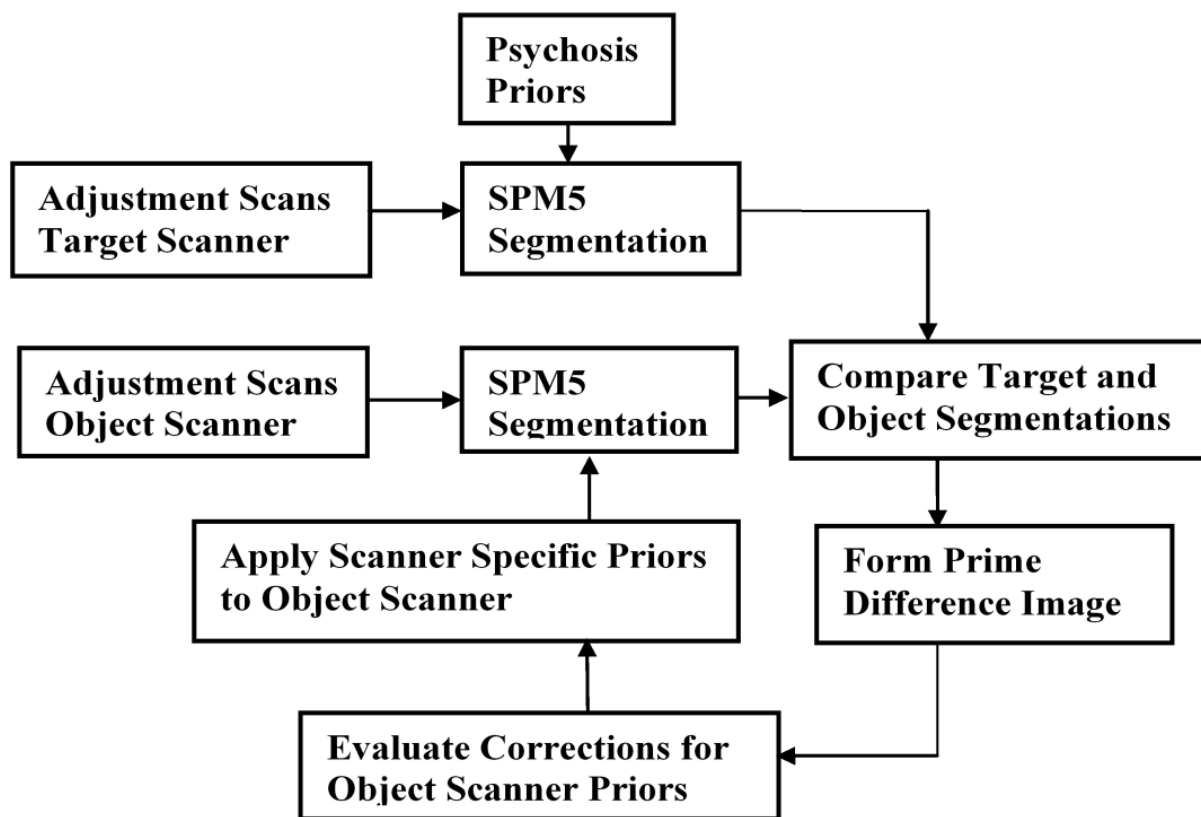 Psychosis
Priors
Adjustment Scans
Target Scanner
SPM5
Segmentation
Adjustment Scans
Object Scanner
SPM5
Segmentation
Compare Target and
Object Segmentations
Apply Scanner Specific Priors
to Object Scanner
Form Prime
Difference Image
Evaluate Corrections for
Object Scanner Priors